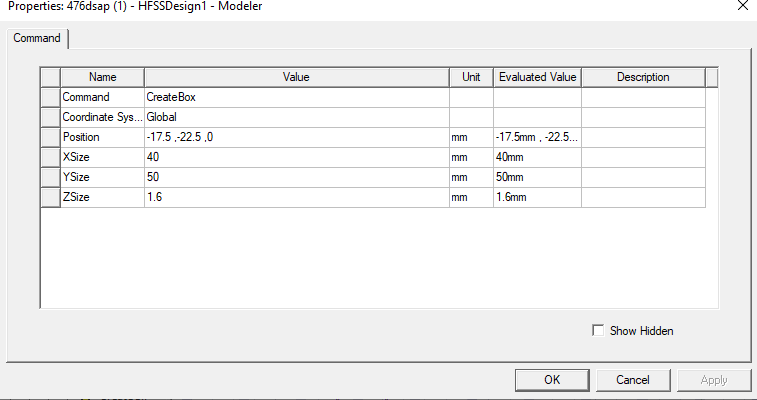 Properties: 476dsap (1) - HFSSDesign1 - Modeler
Command
Name Value Unit Evaluated Value Description
Command CreateBox
Coordinate Sys... Global
Position -17.5 ,-22.5 ,0 mm -17.5mm , -22.5...
XSize 40 mm 40mm
YSize 50 mm 50mm
ZSize 1.6 mm 1.6mm
Show Hidden
OK Cancel Apply